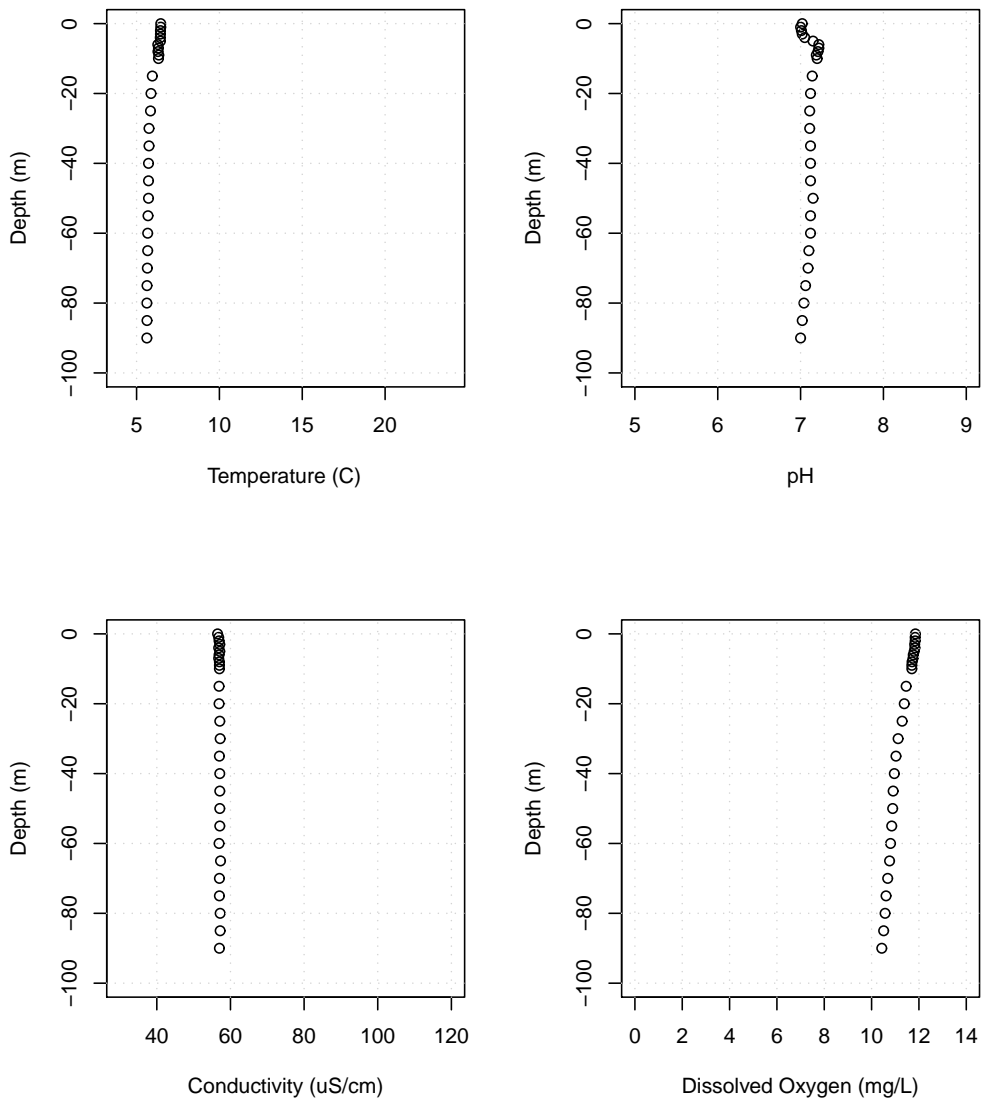 0
−20
−40
−60
−80
−100
Depth (m)
5 10 15 20
Temperature (C)
0
−20
−40
−60
−80
−100
Depth (m)
5 6 7 8 9
pH
0
−20
−40
−60
−80
−100
Depth (m)
40 60 80 100 120
Conductivity (uS/cm)
0
−20
−40
−60
−80
−100
Depth (m)
0 2 4 6 8 10 12 14
Dissolved Oxygen (mg/L)